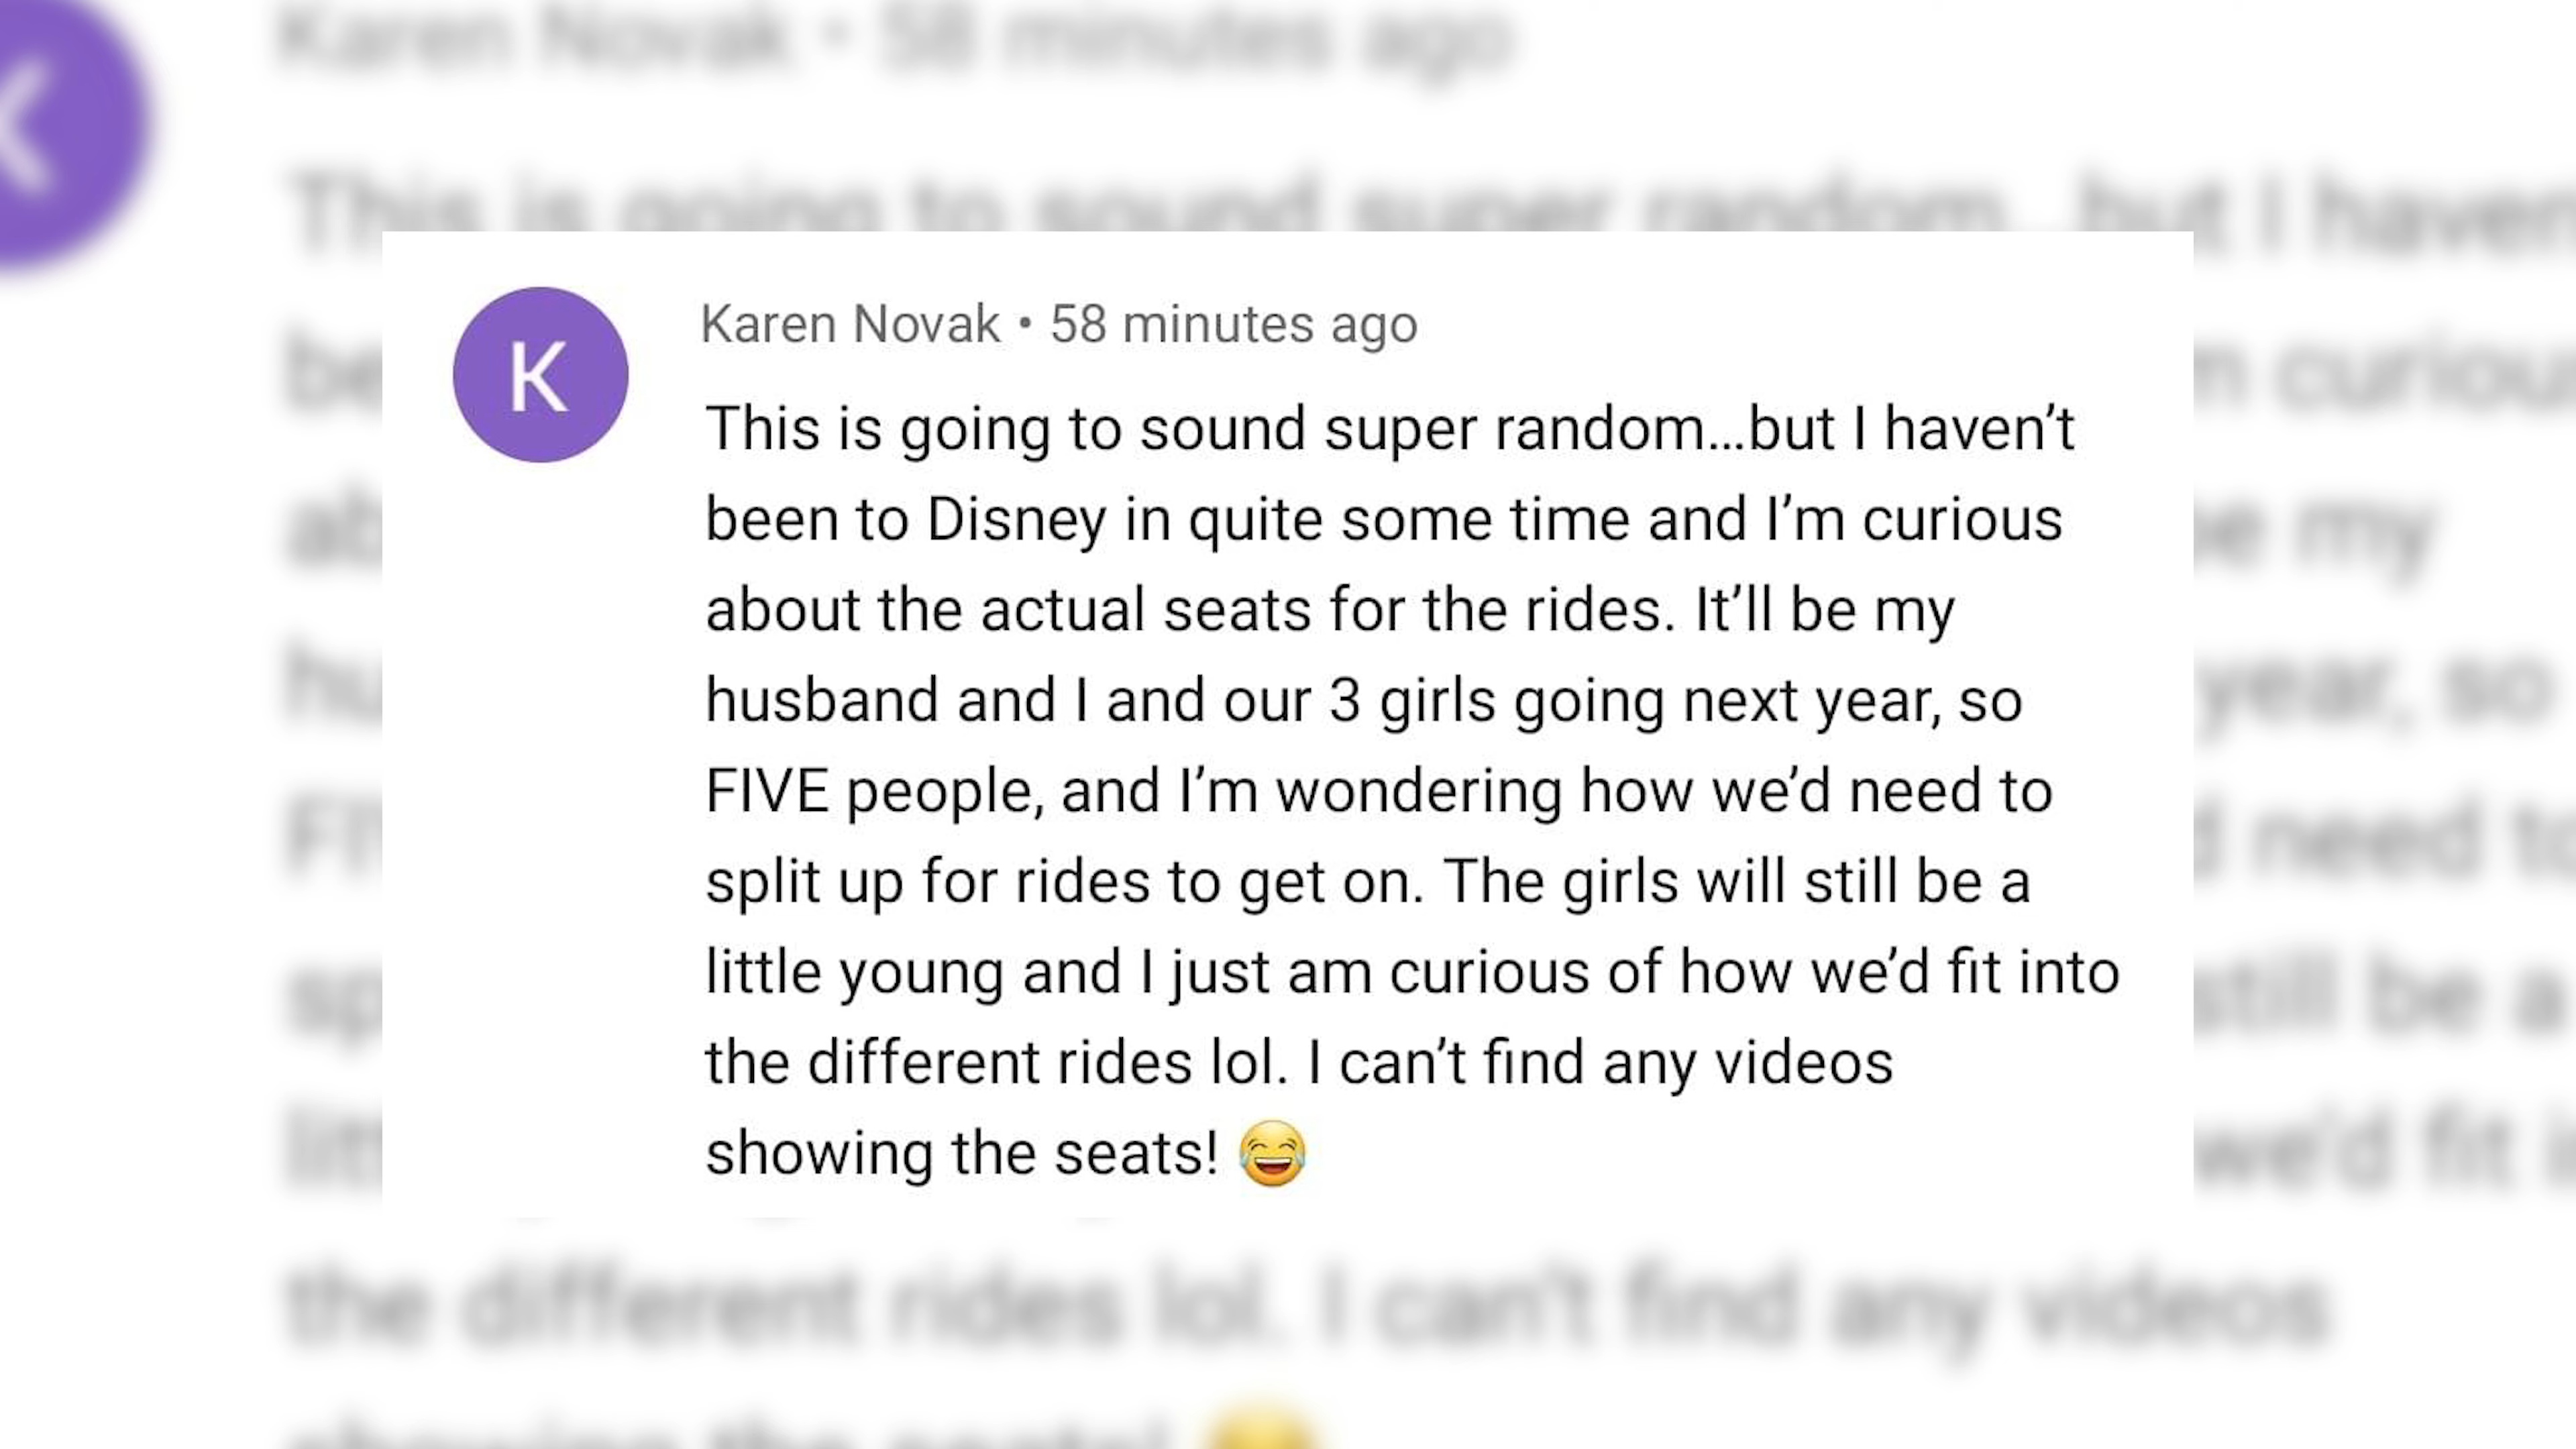 K
Karen Novak • 58 minutes ago
This is going to sound super random…but I haven’t
been to Disney in quite some time and I’m curious
about the actual seats for the rides. It’ll be my
husband and I and our 3 girls going next year, so
FIVE people, and I’m wondering how we’d need to
split up for rides to get on. The girls will still be a
little young and I just am curious of how we’d fit into
the different rides lol. I can’t find any videos
showing the seats! 😂